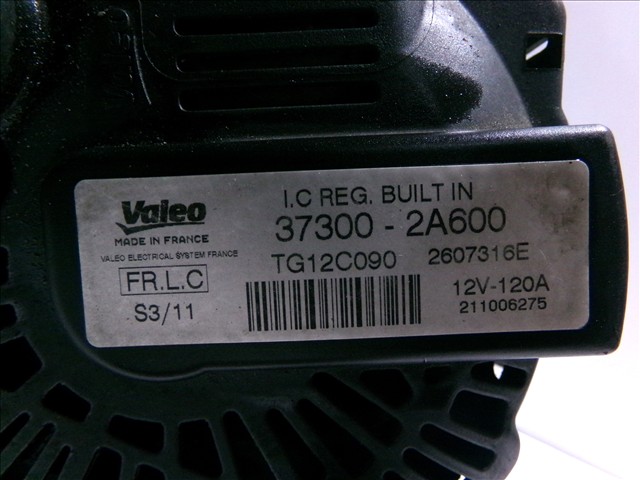 Valeo
MADE IN FRANCE
VALEO ELECTRICAL SYSTEM FRANCE
FR.L.C
S3/11
I.C REG. BUILT IN
37300 - 2A600
TG12C090 2607316E
12V-120A
211006275